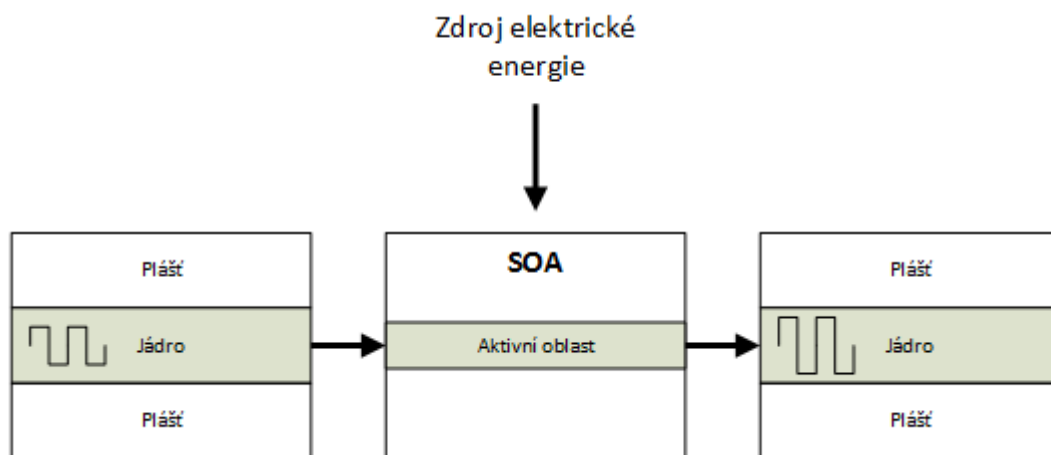 Zdroj elektrické
energie
Plášť
SOA
Plášť
Jádro
Aktivní oblast
Jádro
Plášť
Plášť